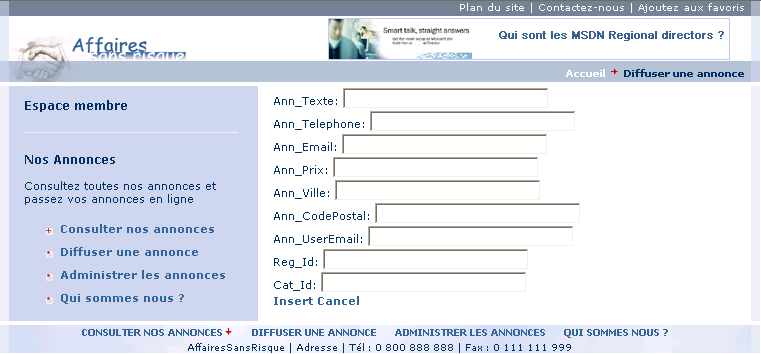 Plan du site | Contactez-nous | Ajoutez aux favoris
Affaires
sans risque
Smart talk, straight answers
Qui sont les MSDN Regional directors ?
Accueil Diffuser une annonce
Espace membre
Nos Annonces
Consultez toutes nos annonces et
passez vos annonces en ligne
Consulter nos annonces
Diffuser une annonce
Administrer les annonces
Qui sommes nous ?
Ann_Texte:
Ann_Telephone:
Ann_Email:
Ann_Prix:
Ann_Ville:
Ann_CodePostal:
Ann_UserEmail:
Reg_Id:
Cat_Id:
Insert Cancel
CONSULTER NOS ANNONCES DIFFUSER UNE ANNONCE ADMINISTRER LES ANNONCES QUI SOMMES NOUS ?
AffairesSansRisque | Adresse | Tél : 0 800 888 888 | Fax : 0 111 111 999